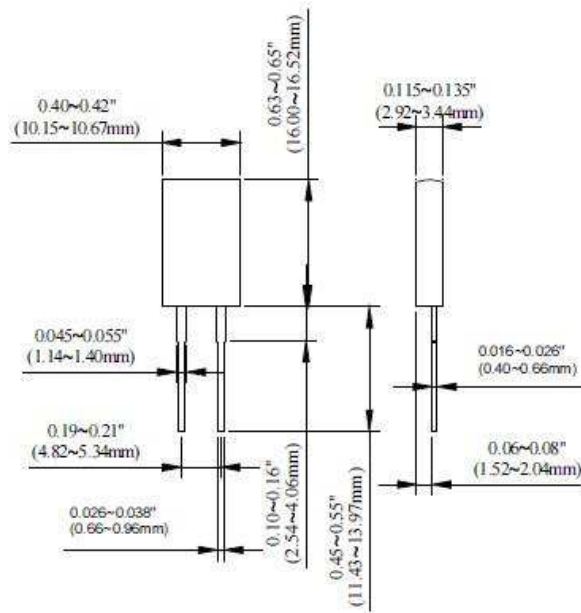 0.40~0.42"
(10.15~10.67mm)
0.63~0.65"
(16.00~16.52mm)
0.115~0.135"
(2.92~3.44mm)
0.045~0.055"
(1.14~1.40mm)
0.016~0.026"
(0.40~0.66mm)
0.19~0.21"
(4.82~5.34mm)
0.06~0.08"
(1.52~2.04mm)
0.026~0.038"
(0.66~0.96mm)
0.10~0.16"
(2.54~4.06mm)
0.45~0.55"
(11.43~13.97mm)